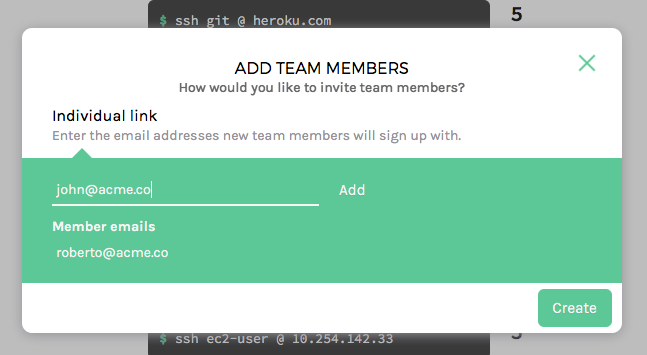 $ ssh git @ heroku.com
5
ADD TEAM MEMBERS
How would you like to invite team members?
Individual link
Enter the email addresses new team members will sign up with.
john@acme.co
Add
Member emails
roberto@acme.co
Create
$ ssh ec2-user @ 10.254.142.33